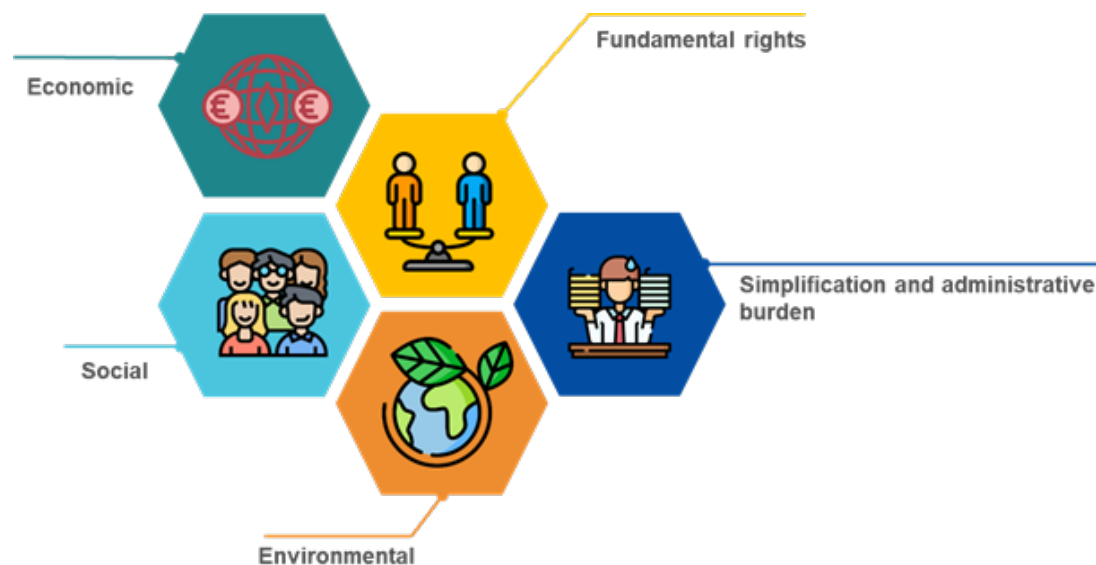 Fundamental rights
Economic
€ €
Simplification and administrative
burden
Social
Environmental